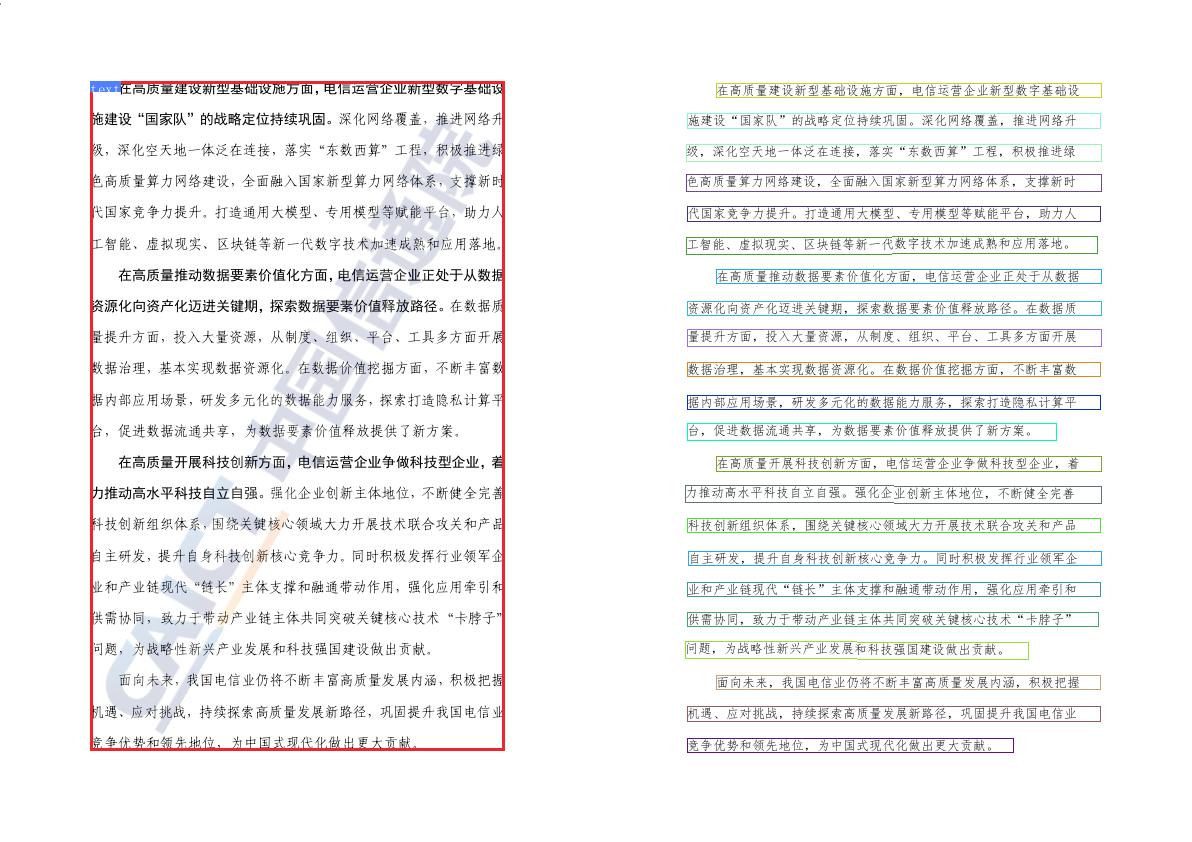 text在高质量建设新型基础设施方面，电信运营企业新型数字基础设
施建设“国家队”的战略定位持续巩固。深化网络覆盖，推进网络升
级，深化空天地一体泛在连接，落实“东数西算”工程，积极推进绿
色高质量算力网络建设，全面融入国家新型算力网络体系，支撑新时
代国家竞争力提升。打造通用大模型、专用模型等赋能平台，助力人
工智能、虚拟现实、区块链等新一代数字技术加速成熟和应用落地。
在高质量推动数据要素价值化方面，电信运营企业正处于从数据
资源化向资产化迈进关键期，探索数据要素价值释放路径。在数据质
量提升方面，投入大量资源，从制度、组织、平台、工具多方面开展
数据治理，基本实现数据资源化。在数据价值挖掘方面，不断丰富数
据内部应用场景，研发多元化的数据能力服务，探索打造隐私计算平
台，促进数据流通共享，为数据要素价值释放提供了新方案。
在高质量开展科技创新方面，电信运营企业争做科技型企业，着
力推动高水平科技自立自强。强化企业创新主体地位，不断健全完善
科技创新组织体系，围绕关键核心领域大力开展技术联合攻关和产品
自主研发，提升自身科技创新核心竞争力。同时积极发挥行业领军企
业和产业链现代“链长”主体支撑和融通带动作用，强化应用牵引和
供需协同，致力于带动产业链主体共同突破关键核心技术“卡脖子”
问题，为战略性新兴产业发展和科技强国建设做出贡献。
面向未来，我国电信业仍将不断丰富高质量发展内涵，积极把握
机遇、应对挑战，持续探索高质量发展新路径，巩固提升我国电信业
竞争优势和领先地位，为中国式现代化做出更大贡献。
CAICT 中国信通院
在高质量建设新型基础设施方面，电信运营企业新型数字基础设
施建设“国家队”的战略定位持续巩固。深化网络覆盖，推进网络升
级，深化空天地一体泛在连接，落实“东数西算”工程，积极推进绿
色高质量算力网络建设，全面融入国家新型算力网络体系，支撑新时
代国家竞争力提升。打造通用大模型、专用模型等赋能平台，助力人
工智能、虚拟现实、区块链等新一代数字技术加速成熟和应用落地。
在高质量推动数据要素价值化方面，电信运营企业正处于从数据
资源化向资产化迈进关键期，探索数据要素价值释放路径。在数据质
量提升方面，投入大量资源，从制度、组织、平台、工具多方面开展
数据治理，基本实现数据资源化。在数据价值挖掘方面，不断丰富数
据内部应用场景，研发多元化的数据能力服务，探索打造隐私计算平
台，促进数据流通共享，为数据要素价值释放提供了新方案。
在高质量开展科技创新方面，电信运营企业争做科技型企业，着
力推动高水平科技自立自强。强化企业创新主体地位，不断健全完善
科技创新组织体系，围绕关键核心领域大力开展技术联合攻关和产品
自主研发，提升自身科技创新核心竞争力。同时积极发挥行业领军企
业和产业链现代“链长”主体支撑和融通带动作用，强化应用牵引和
供需协同，致力于带动产业链主体共同突破关键核心技术“卡脖子”
问题，为战略性新兴产业发展和科技强国建设做出贡献。
面向未来，我国电信业仍将不断丰富高质量发展内涵，积极把握
机遇、应对挑战，持续探索高质量发展新路径，巩固提升我国电信业
竞争优势和领先地位，为中国式现代化做出更大贡献。